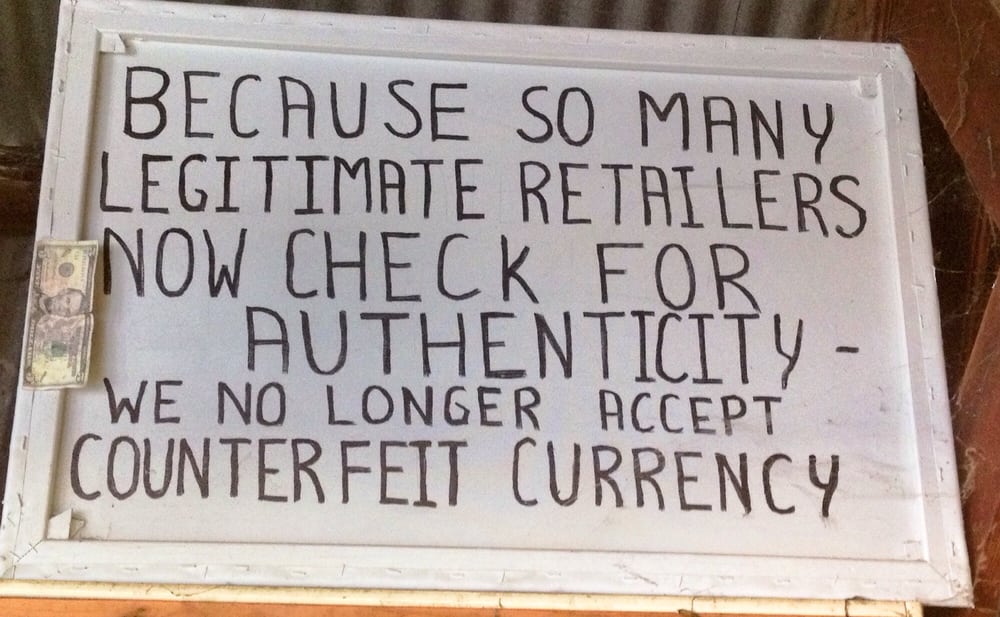 BECAUSE SO MANY
LEGITIMATE RETAILERS
NOW CHECK FOR
AUTHENTICITY -
WE NO LONGER ACCEPT
COUNTERFEIT CURRENCY